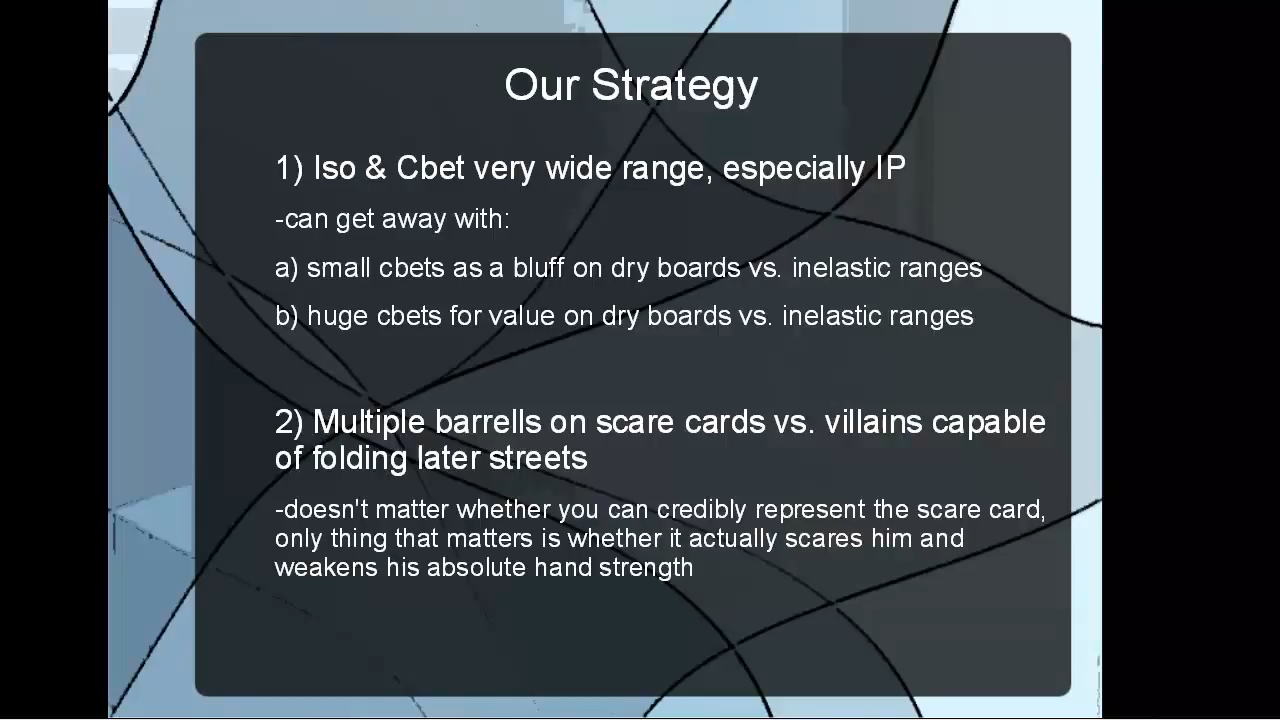 Our Strategy
1) Iso & Cbet very wide range, especially IP
-can get away with:
a) small cbets as a bluff on dry boards vs. inelastic ranges
b) huge cbets for value on dry boards vs. inelastic ranges
2) Multiple barrells on scare cards vs. villains capable
of folding later streets
-doesn't matter whether you can credibly represent the scare card,
only thing that matters is whether it actually scares him and
weakens his absolute hand strength